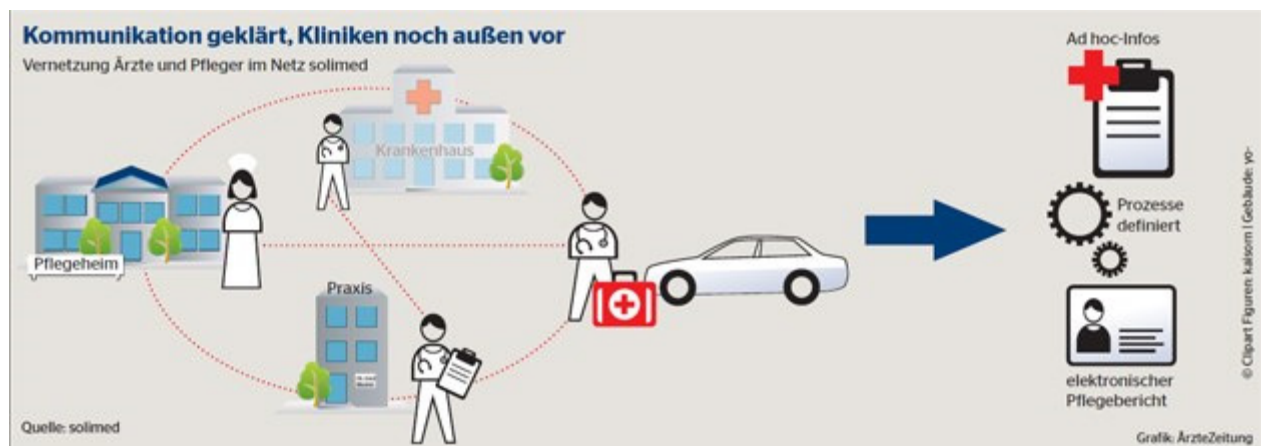 Kommunikation geklärt, Kliniken noch außen vor
Vernetzung Ärzte und Pfleger im Netz solimed
Krankenhaus
Pflegeheim
Praxis
Ad hoc-Infos
Prozesse
definiert
elektronischer
Pflegebericht
Quelle: solimed
Grafik: ÄrzteZeitung
© Clipart Figuren: kaisorn | Gebäude: yo-